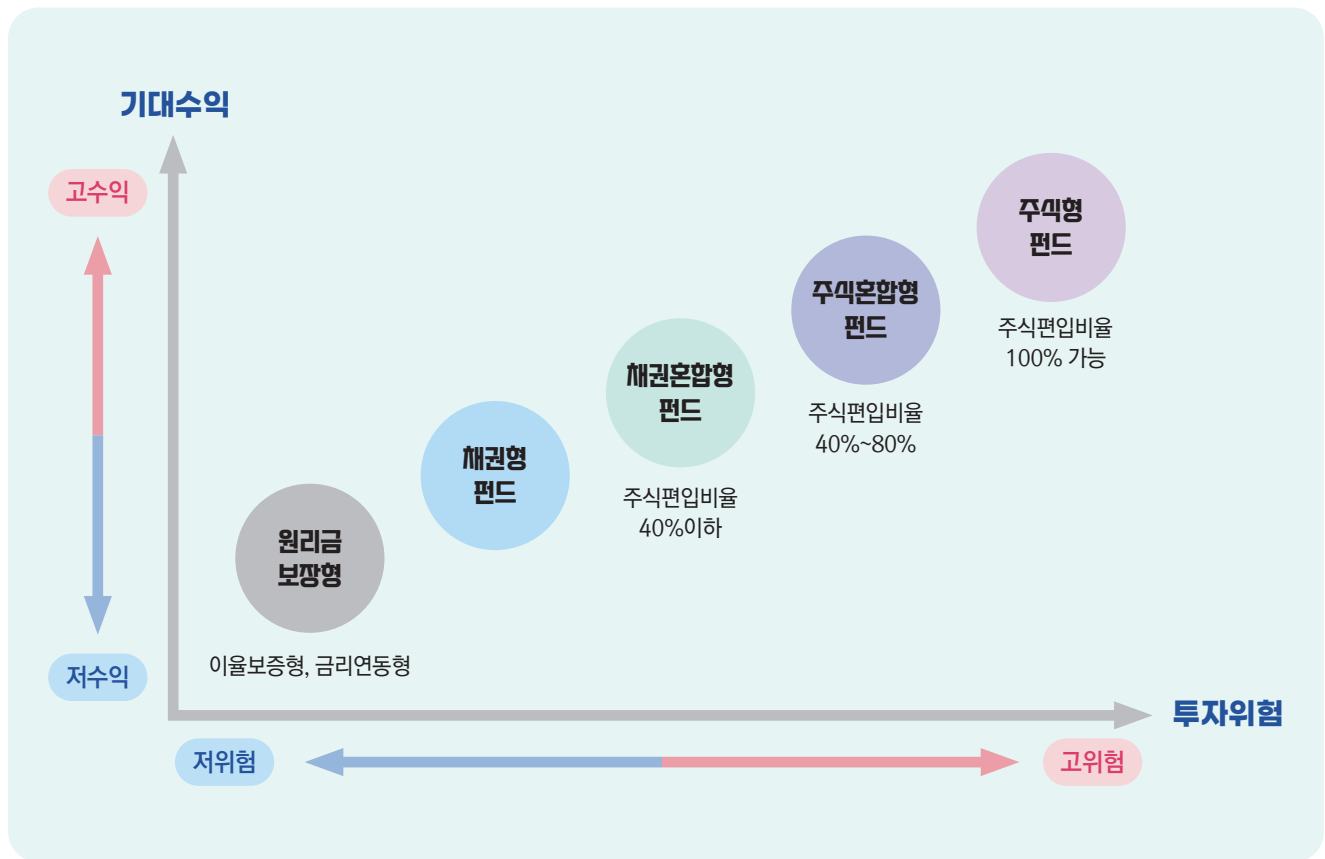 기대수익
고수익
저수익
주식형
펀드
주식편입비율
100% 가능
주식혼합형
펀드
주식편입비율
40%~80%
채권혼합형
펀드
주식편입비율
40%이하
채권형
펀드
원리금
보장형
이율보증형, 금리연동형
투자위험
저위험
고위험